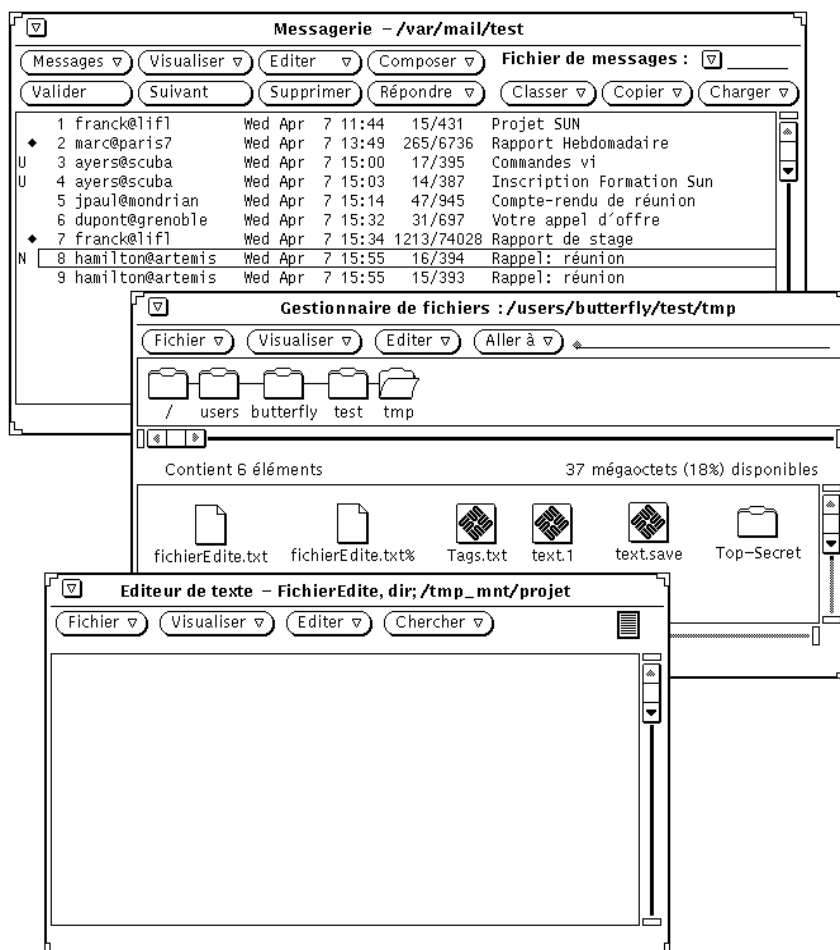 Messagerie – /var/mail/test
Messages Visualiser Editer Composer Fichier de messages :
Valider Suivant Supprimer Répondre Classer Copier Charger
1 franck@lifl Wed Apr 7 11:44 15/431 Projet SUN
2 marc@paris7 Wed Apr 7 13:49 265/6736 Rapport Hebdomadaire
U 3 ayers@scuba Wed Apr 7 15:00 17/395 Commandes vi
U 4 ayers@scuba Wed Apr 7 15:03 14/387 Inscription Formation Sun
5 jpaul@mondrian Wed Apr 7 15:14 47/945 Compte-rendu de réunion
6 dupont@grenoble Wed Apr 7 15:32 31/697 Votre appel d´offre
7 franck@lifl Wed Apr 7 15:34 1213/74028 Rapport de stage
N 8 hamilton@artemis Wed Apr 7 15:55 16/394 Rappel: réunion
9 hamilton@artemis Wed Apr 7 15:55 15/393 Rappel: réunion
Gestionnaire de fichiers : /users/butterfly/test/tmp
Fichier Visualiser Editer Aller à
/ users butterfly test tmp
Contient 6 éléments 37 mégaoctets (18%) disponibles
fichierEdite.txt fichierEdite.txt% Tags.txt text.1 text.save Top-Secret
Editeur de texte – FichierEdite, dir; /tmp_mnt/projet
Fichier Visualiser Editer Chercher